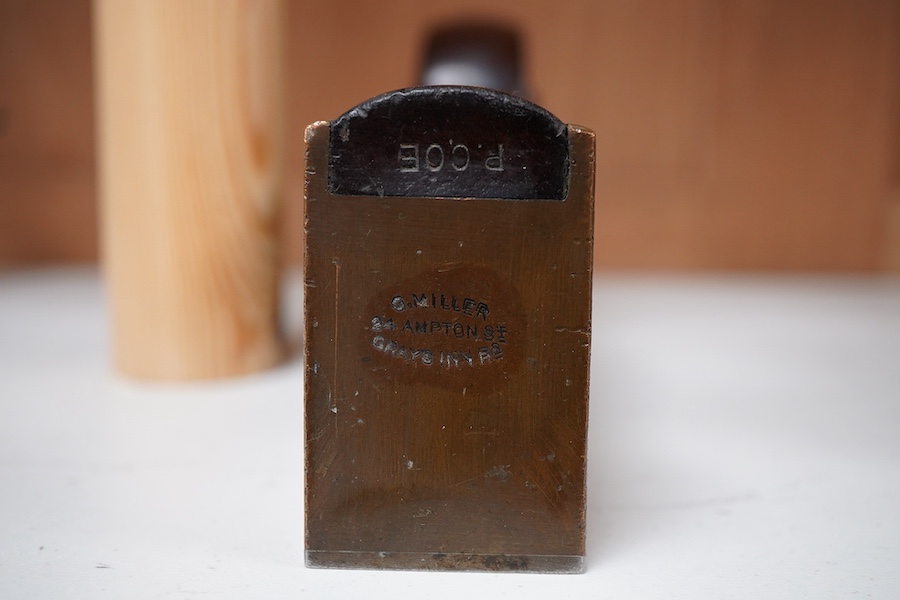 P.COE
G.MILLER
24 AMPTON.ST
GRAYS INN RD